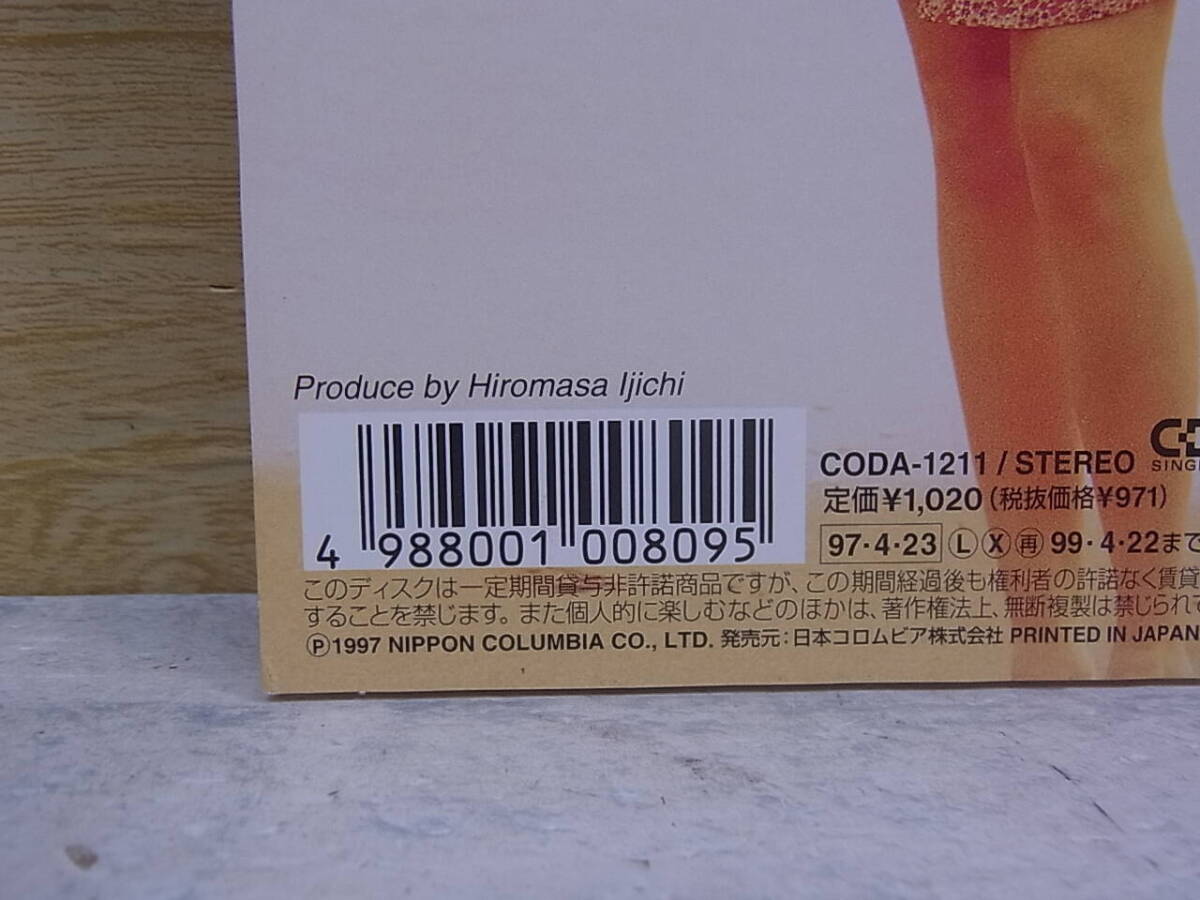 Produce by Hiromasa Ijichi
4 988001 008095
CODA-1211 / STEREO
定価¥1,020 (税抜価格¥971)
97・4・23 Ⓛ Ⓧ ㊊ 99・4・22まで
このディスクは一定期間貸与非許諾商品ですが、この期間経過後も権利者の許諾なく賃貸
することを禁じます。また個人的に楽しむなどのほかは、著作権法上、無断複製は禁じられて
Ⓟ1997 NIPPON COLUMBIA CO., LTD. 発売元:日本コロムビア株式会社 PRINTED IN JAPAN